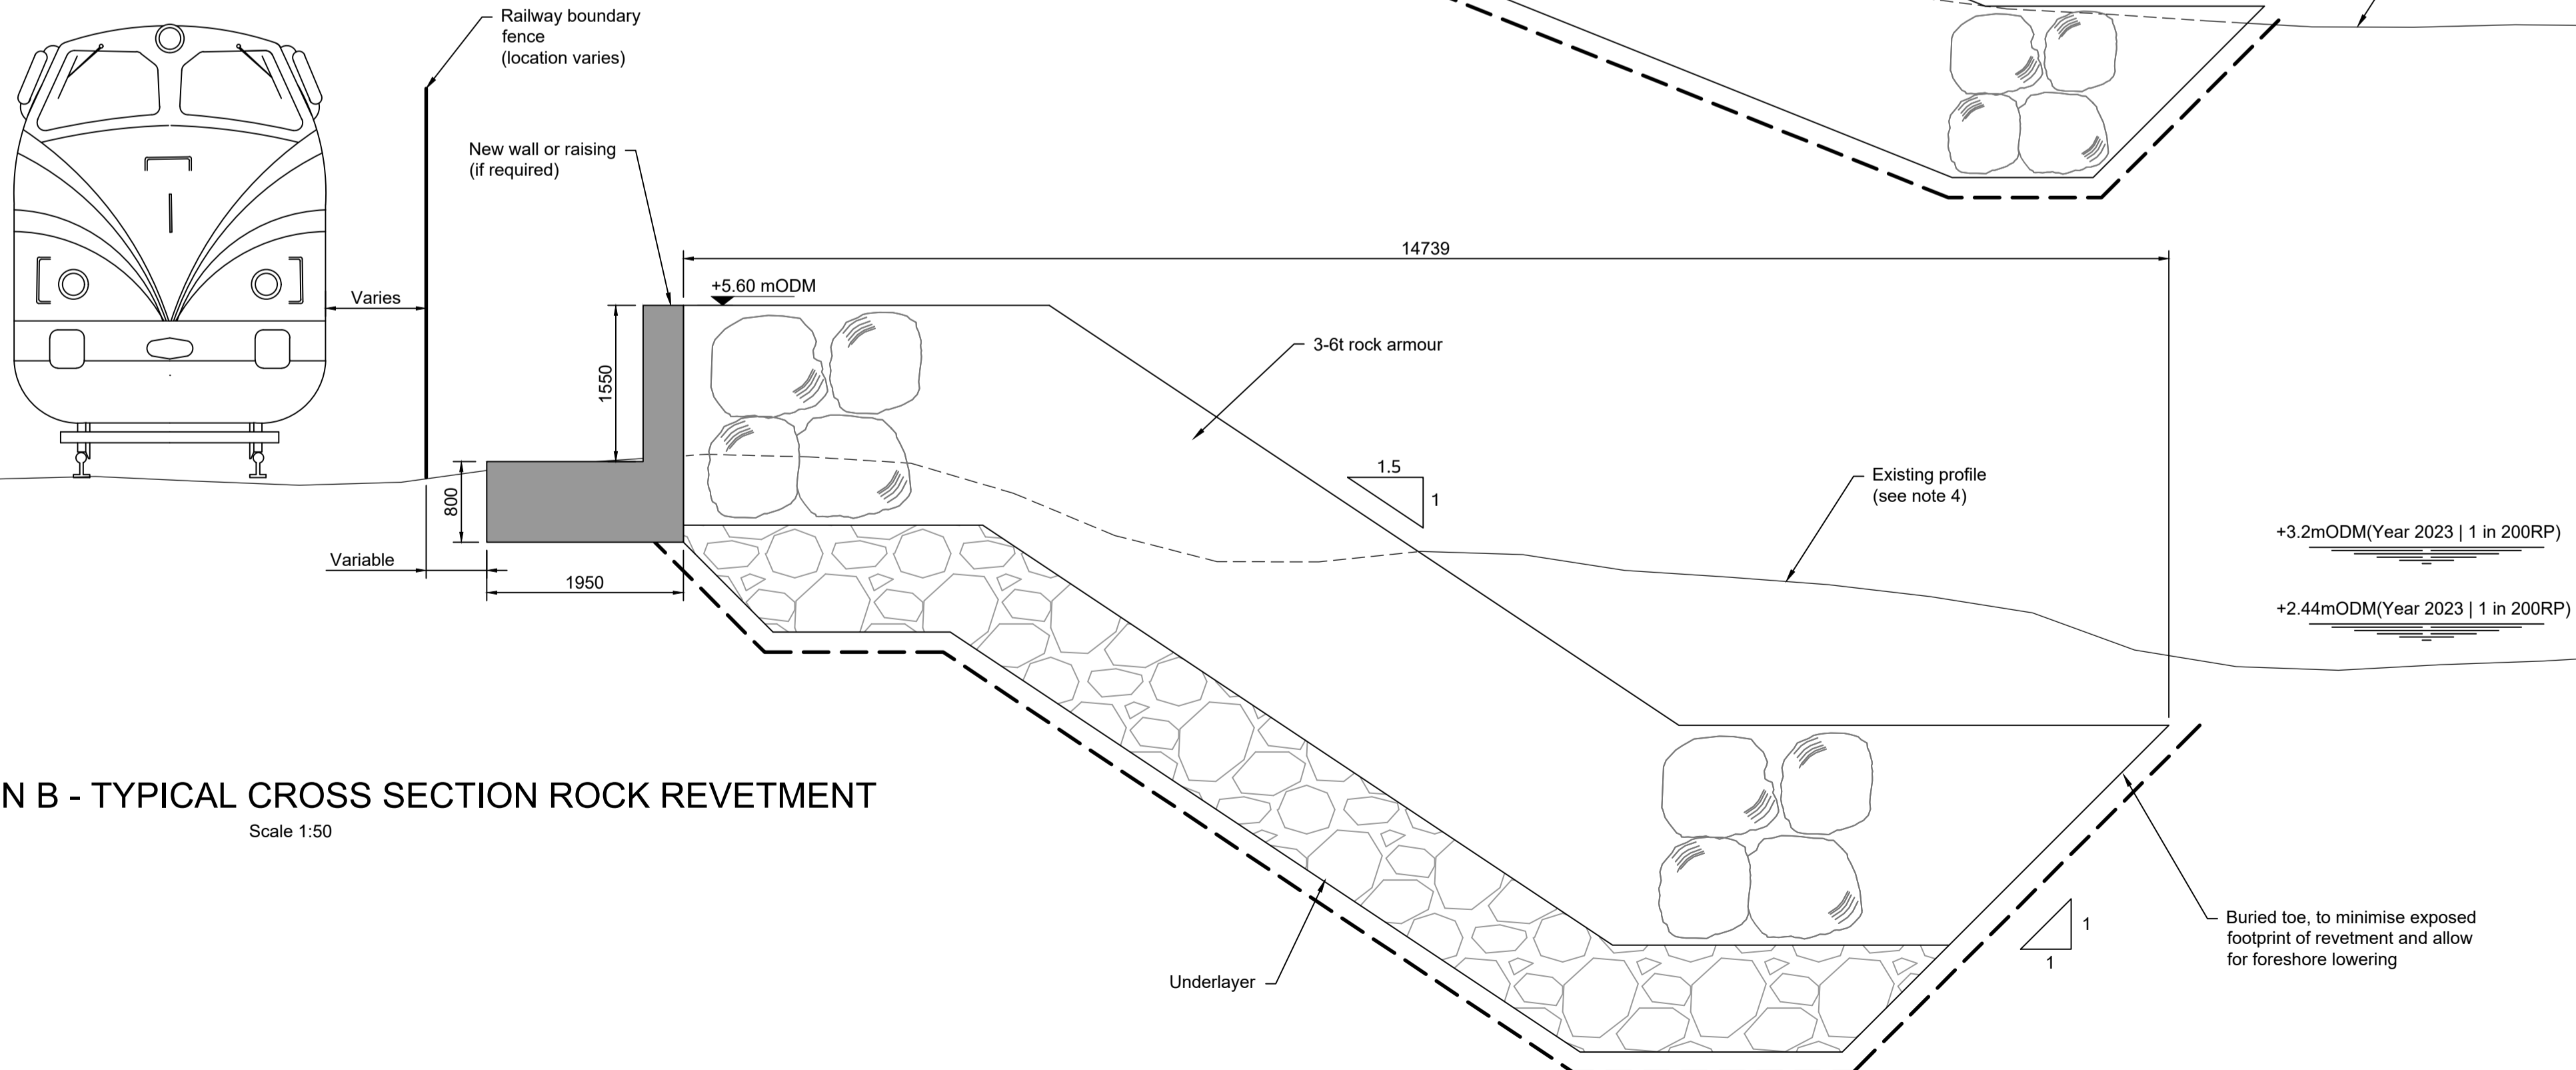 Railway boundary
fence
(location varies)
New wall or raising
(if required)
Varies
14739
+5.60 mODM
1550
3-6t rock armour
1.5
1
Existing profile
(see note 4)
800
Variable
1950
+3.2mODM(Year 2023 | 1 in 200RP)
+2.44mODM(Year 2023 | 1 in 200RP)
N B - TYPICAL CROSS SECTION ROCK REVETMENT
Scale 1:50
Underlayer
1
1
Buried toe, to minimise exposed
footprint of revetment and allow
for foreshore lowering